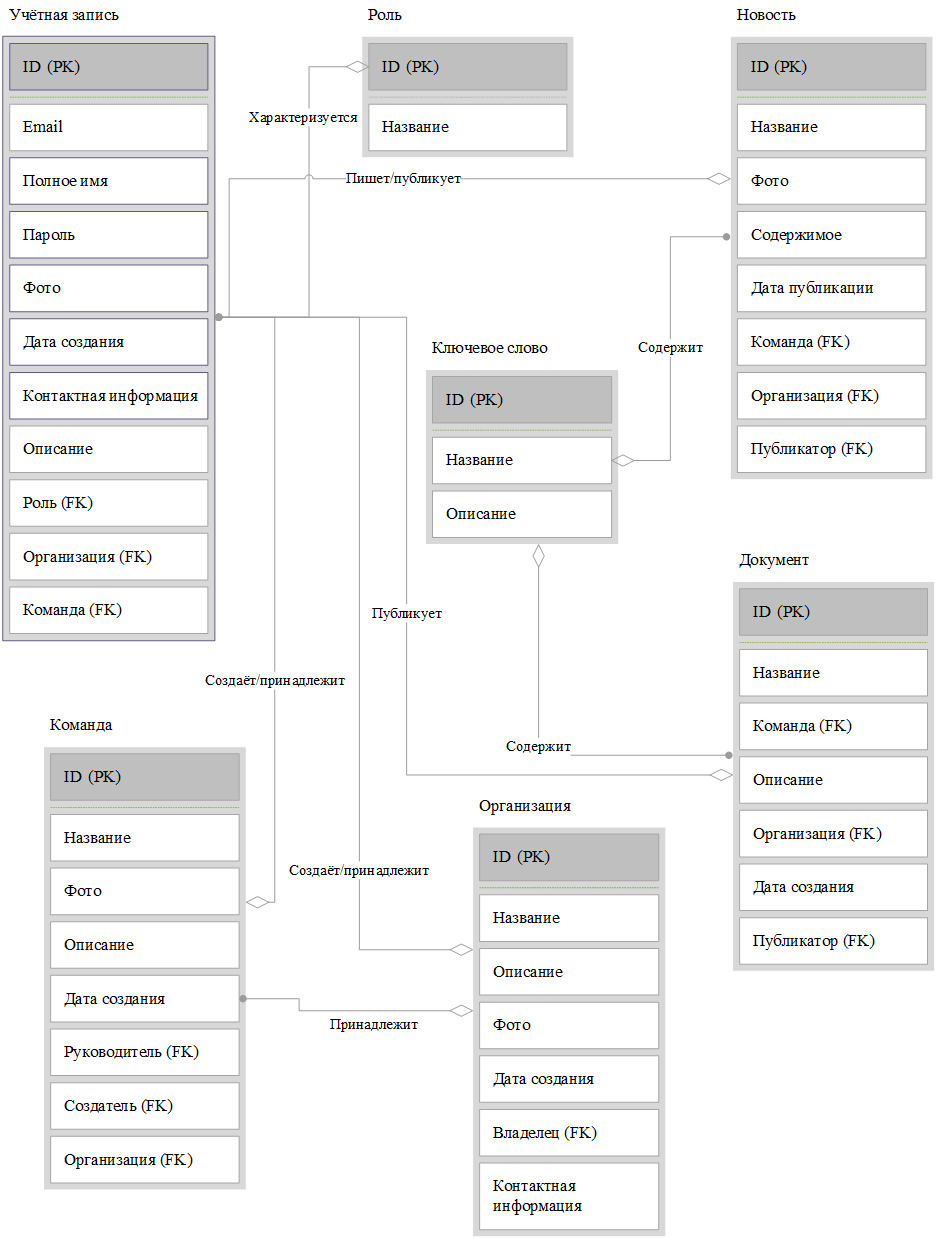 Учётная запись
ID (PK)
Email
Полное имя
Пароль
Фото
Дата создания
Контактная информация
Описание
Роль (FK)
Организация (FK)
Команда (FK)
Роль
ID (PK)
Название
Новость
ID (PK)
Название
Фото
Содержимое
Дата публикации
Команда (FK)
Организация (FK)
Публикатор (FK)
Характеризуется
Пишет/публикует
Содержит
Ключевое слово
ID (PK)
Название
Описание
Документ
ID (PK)
Название
Команда (FK)
Описание
Организация (FK)
Дата создания
Публикатор (FK)
Публикует
Создаёт/принадлежит
Содержит
Команда
ID (PK)
Название
Фото
Описание
Дата создания
Руководитель (FK)
Создатель (FK)
Организация (FK)
Создаёт/принадлежит
Принадлежит
Организация
ID (PK)
Название
Описание
Фото
Дата создания
Владелец (FK)
Контактная
информация